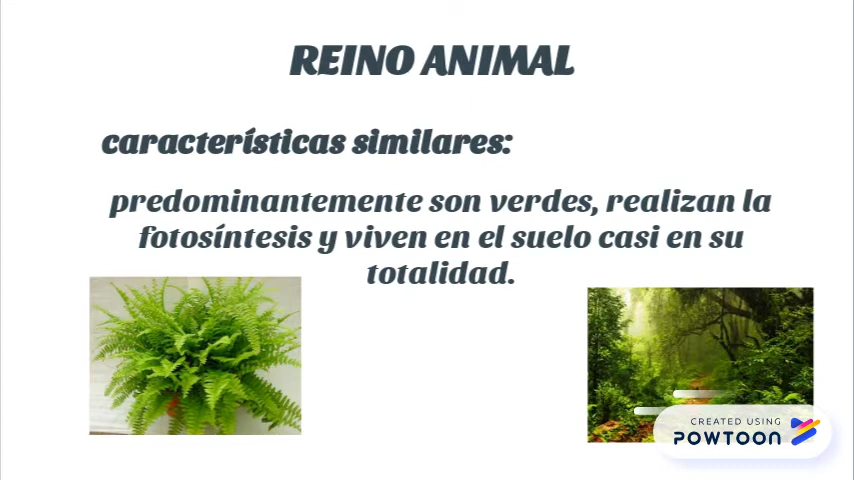 REINO ANIMAL
características similares:
predominantemente son verdes, realizan la
fotosíntesis y viven en el suelo casi en su
totalidad.
CREATED USING
POWTOON